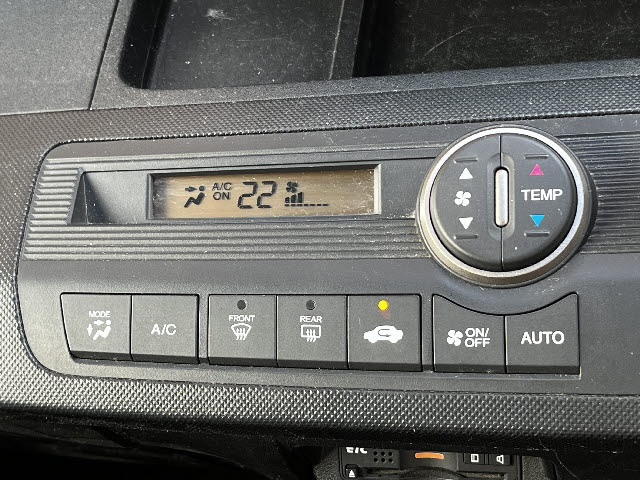 A/C
ON
22
TEMP
MODE
A/C
FRONT
REAR
ON/
OFF
AUTO